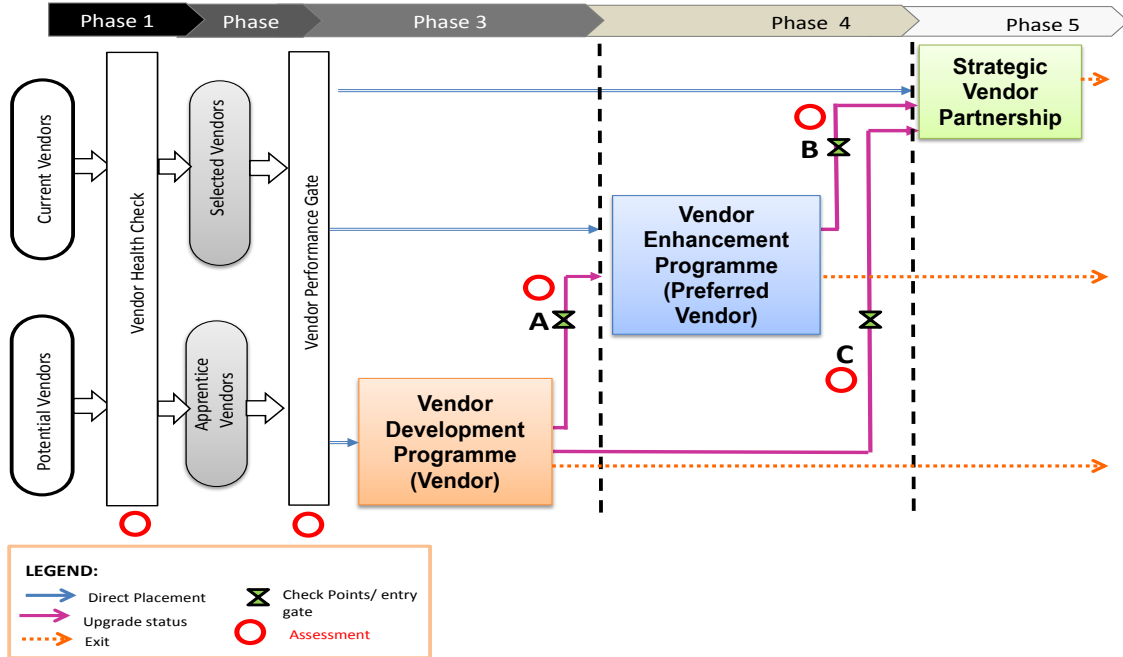 Phase 1
Phase
Phase 3
Phase 4
Phase 5
Current Vendors
Potential Vendors
Vendor Health Check
Selected Vendors
Apprentice
Vendors
Vendor Performance Gate
Strategic
Vendor
Partnership
B
Vendor
Enhancement
Programme
(Preferred
Vendor)
A
C
Vendor
Development
Programme
(Vendor)
LEGEND:
Direct Placement
Upgrade status
Exit
Check Points/ entry
gate
Assessment